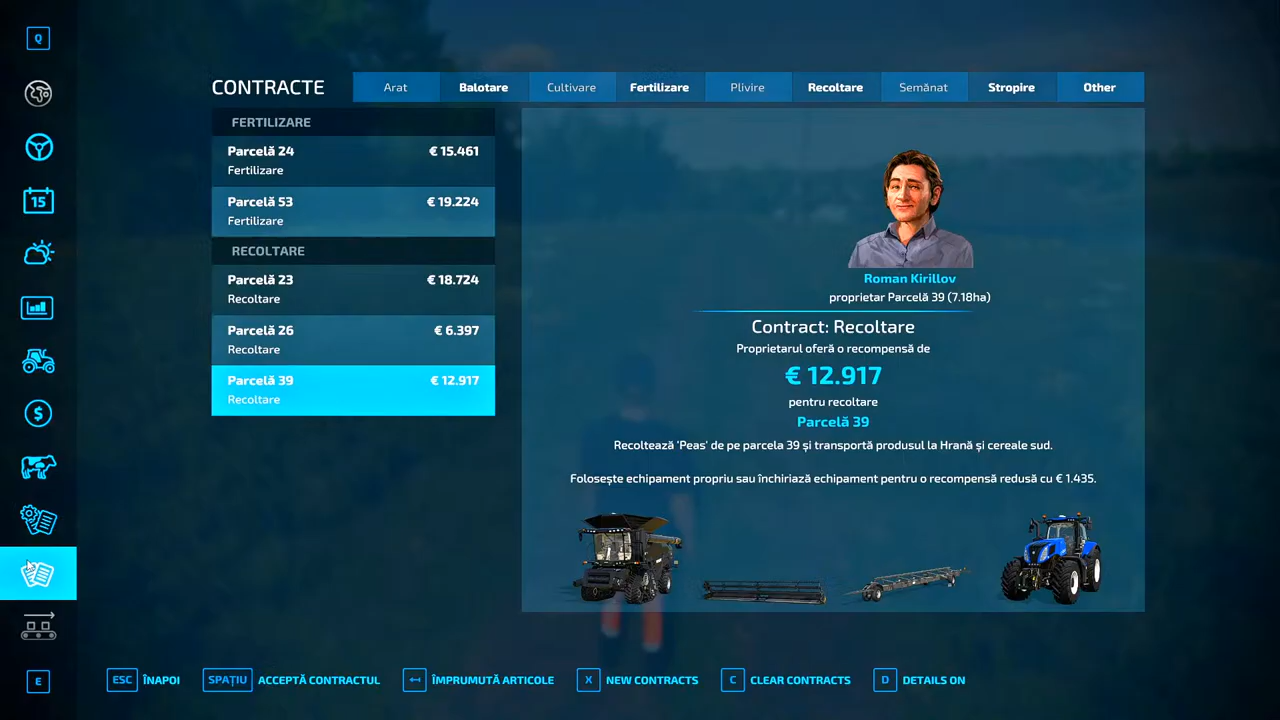 Q
CONTRACTE
Arat
Balotare
Cultivare
Fertilizare
Plivire
Recoltare
Semănat
Stropire
Other
FERTILIZARE
Parcelă 24 € 15.461
Fertilizare
Parcelă 53 € 19.224
Fertilizare
RECOLTARE
Parcelă 23 € 18.724
Recoltare
Parcelă 26 € 6.397
Recoltare
Parcelă 39 € 12.917
Recoltare
15
$
E
Roman Kirillov
proprietar Parcelă 39 (7.18ha)
Contract: Recoltare
Proprietarul oferă o recompensă de
€ 12.917
pentru recoltare
Parcelă 39
Recoltează 'Peas' de pe parcela 39 și transportă produsul la Hrană și cereale sud.
Folosește echipament propriu sau închiriază echipament pentru o recompensă redusă cu € 1.435.
ESC ÎNAPOI
SPAȚIU ACCEPTĂ CONTRACTUL
↤ ÎMPRUMUTĂ ARTICOLE
X NEW CONTRACTS
C CLEAR CONTRACTS
D DETAILS ON